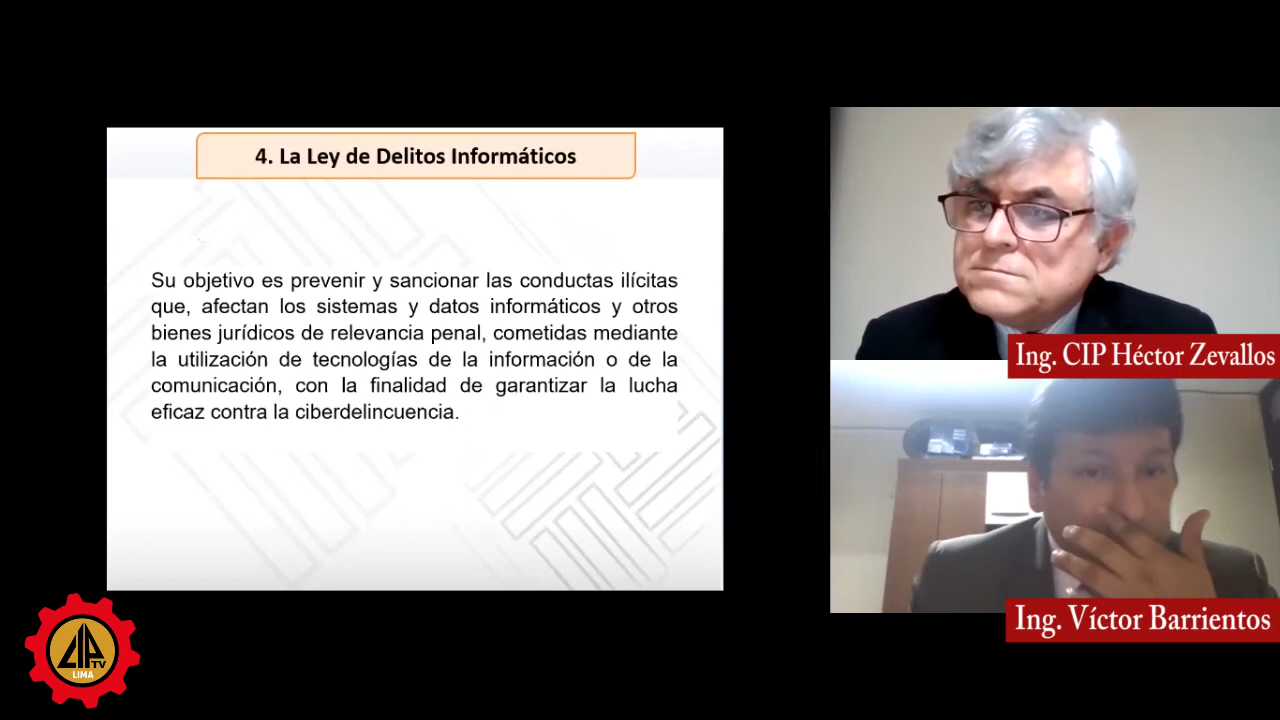 4. La Ley de Delitos Informáticos
Su objetivo es prevenir y sancionar las conductas ilícitas
que, afectan los sistemas y datos informáticos y otros
bienes jurídicos de relevancia penal, cometidas mediante
la utilización de tecnologías de la información o de la
comunicación, con la finalidad de garantizar la lucha
eficaz contra la ciberdelincuencia.
Ing. CIP Héctor Zevallos
Ing. Víctor Barrientos
CIP
TV
LIMA